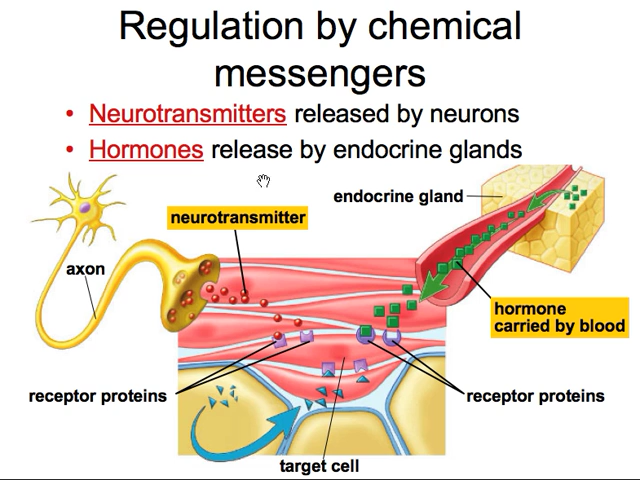 Regulation by chemical
messengers
• Neurotransmitters released by neurons
• Hormones release by endocrine glands
endocrine gland
neurotransmitter
axon
hormone
carried by blood
receptor proteins
receptor proteins
target cell